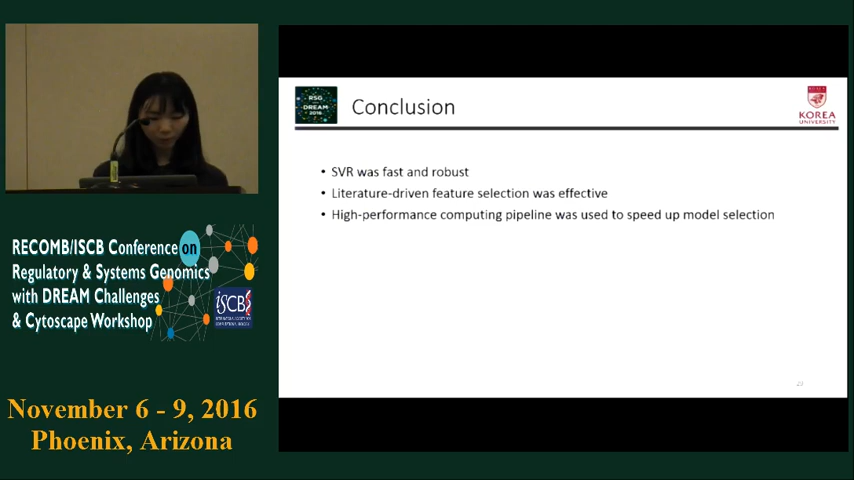 RSG
DREAM
2016
Conclusion
KOREA
UNIVERSITY
• SVR was fast and robust
• Literature-driven feature selection was effective
• High-performance computing pipeline was used to speed up model selection
23
RECOMB/ISCB Conference on
Regulatory & Systems Genomics
with DREAM Challenges
& Cytoscape Workshop
ISCB
November 6 - 9, 2016
Phoenix, Arizona